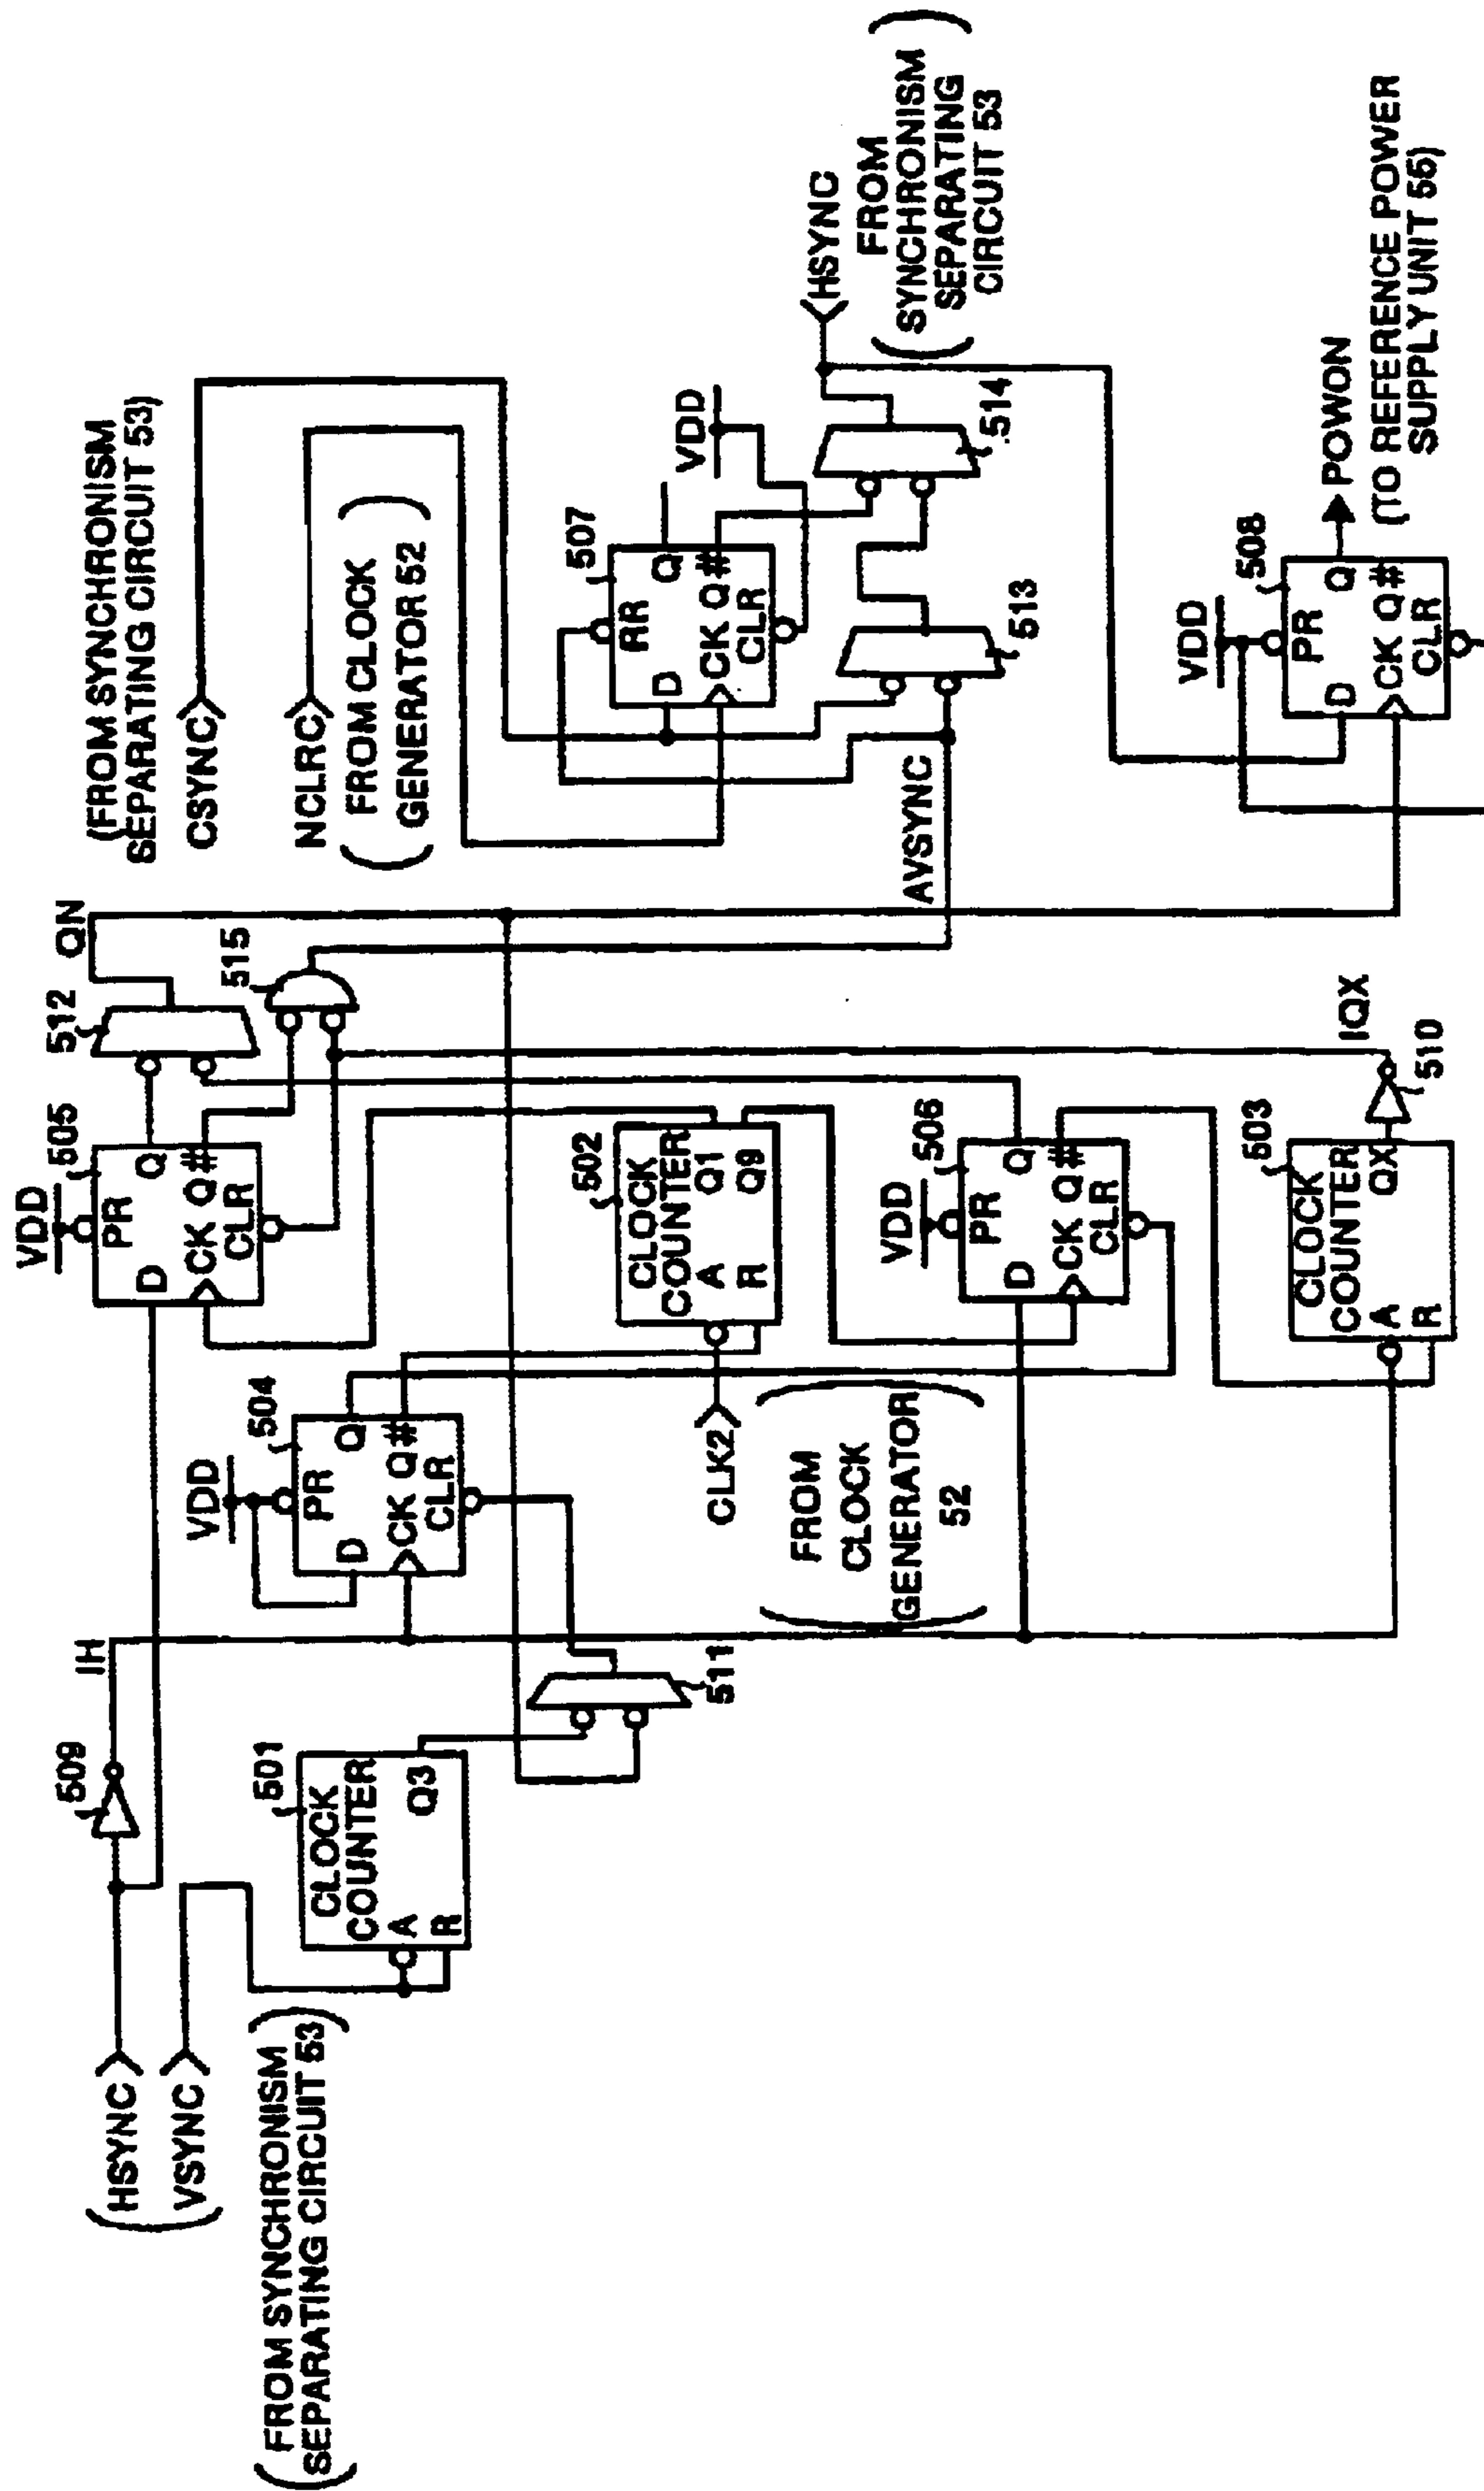 (HSYNC
VSYNC)
(FROM SYNCHRONISM
SEPARATING CIRCUIT 53)
509
IH
501
CLOCK
COUNTER
A
R
Q3
511
VDD
504
PR
D
Q
CK Q#
CLR
VDD
505
PR
D
Q
CK Q#
CLR
512
QN
515
502
CLOCK
COUNTER
A Q1
R Q9
CLK2
(FROM
CLOCK
GENERATOR
52)
VDD
506
PR
D
Q
CK Q#
CLR
503
CLOCK
COUNTER
A QX
R
510
IQX
(FROM SYNCHRONISM
SEPARATING CIRCUIT 53)
CSYNC
NCLRC
(FROM CLOCK
GENERATOR 52)
AVSYNC
507
RR
D
Q
CK Q#
CLR
VDD
513
.514
HSYNC
(FROM
SYNCHRONISM
SEPARATING
CIRCUIT 53)
VDD
508
PR
D
Q
CK Q#
CLR
POWON
(TO REFERENCE POWER
SUPPLY UNIT 55)